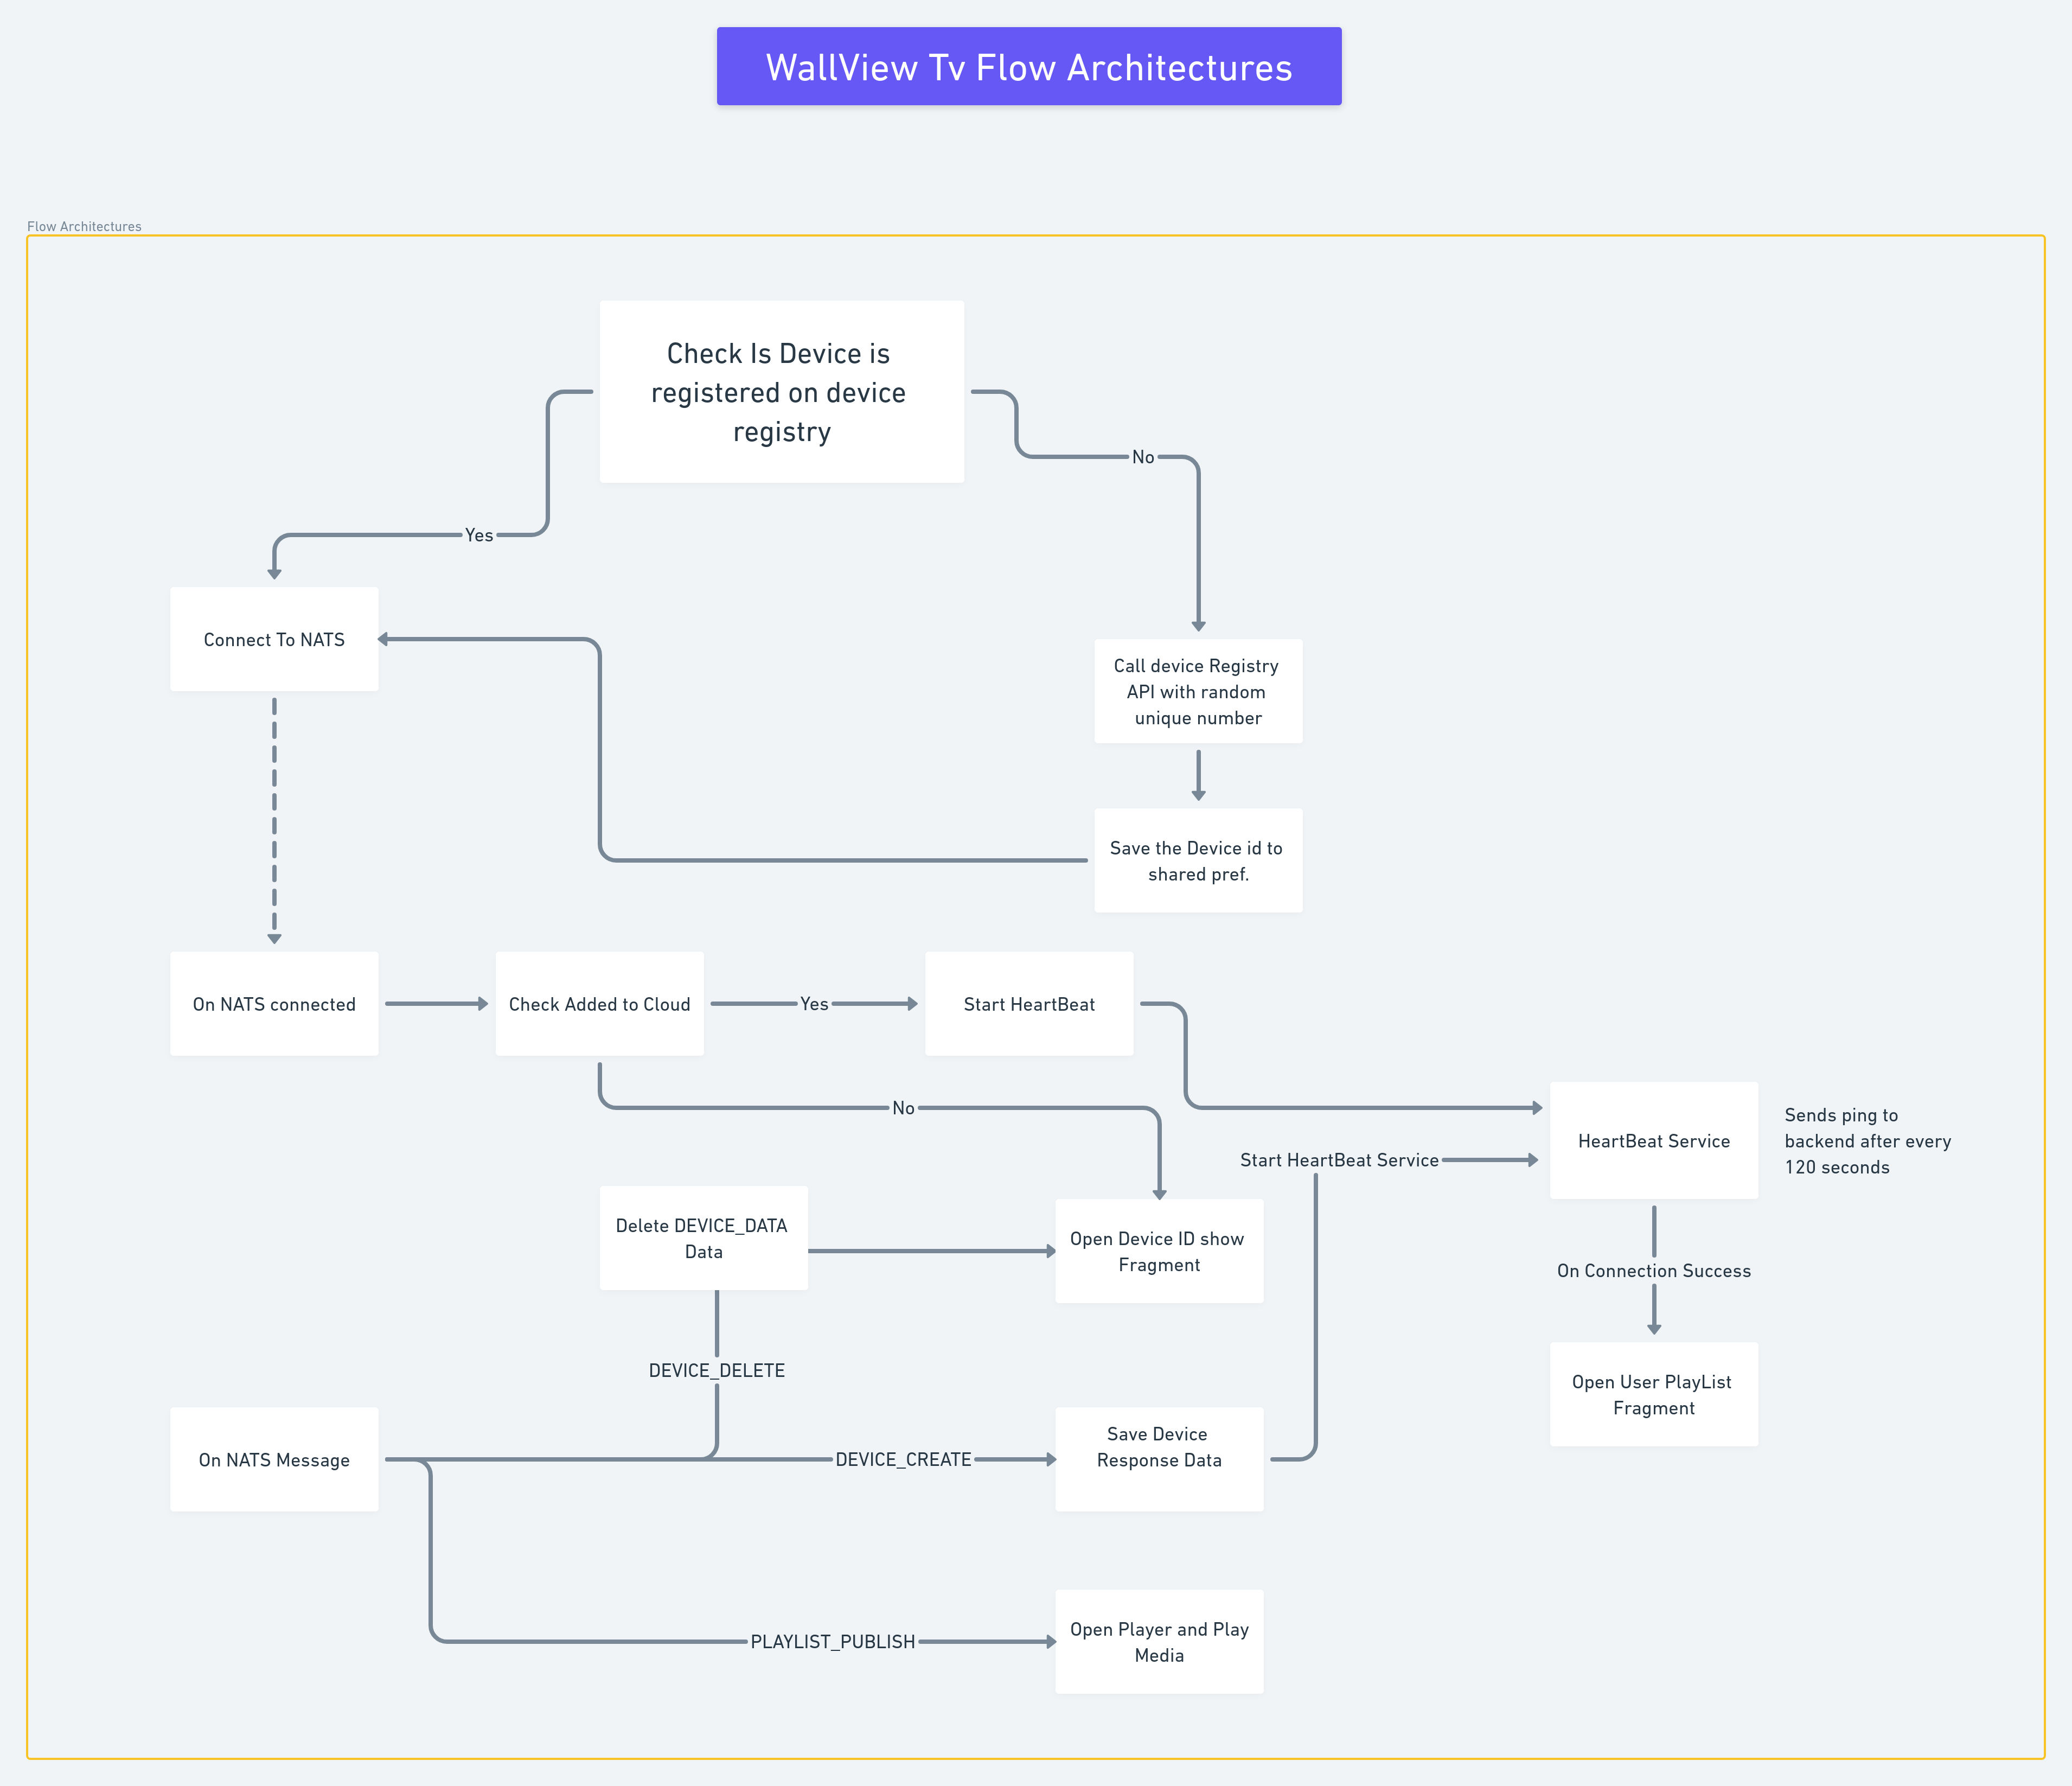 WallView Tv Flow Architectures
Flow Architectures
Check Is Device is
registered on device
registry
No
Yes
Connect To NATS
Call device Registry
API with random
unique number
Save the Device id to
shared pref.
On NATS connected
Check Added to Cloud
Yes
Start HeartBeat
No
HeartBeat Service
Sends ping to
backend after every
120 seconds
Start HeartBeat Service
Delete DEVICE_DATA
Data
Open Device ID show
Fragment
On Connection Success
DEVICE_DELETE
Open User PlayList
Fragment
On NATS Message
DEVICE_CREATE
Save Device
Response Data
PLAYLIST_PUBLISH
Open Player and Play
Media